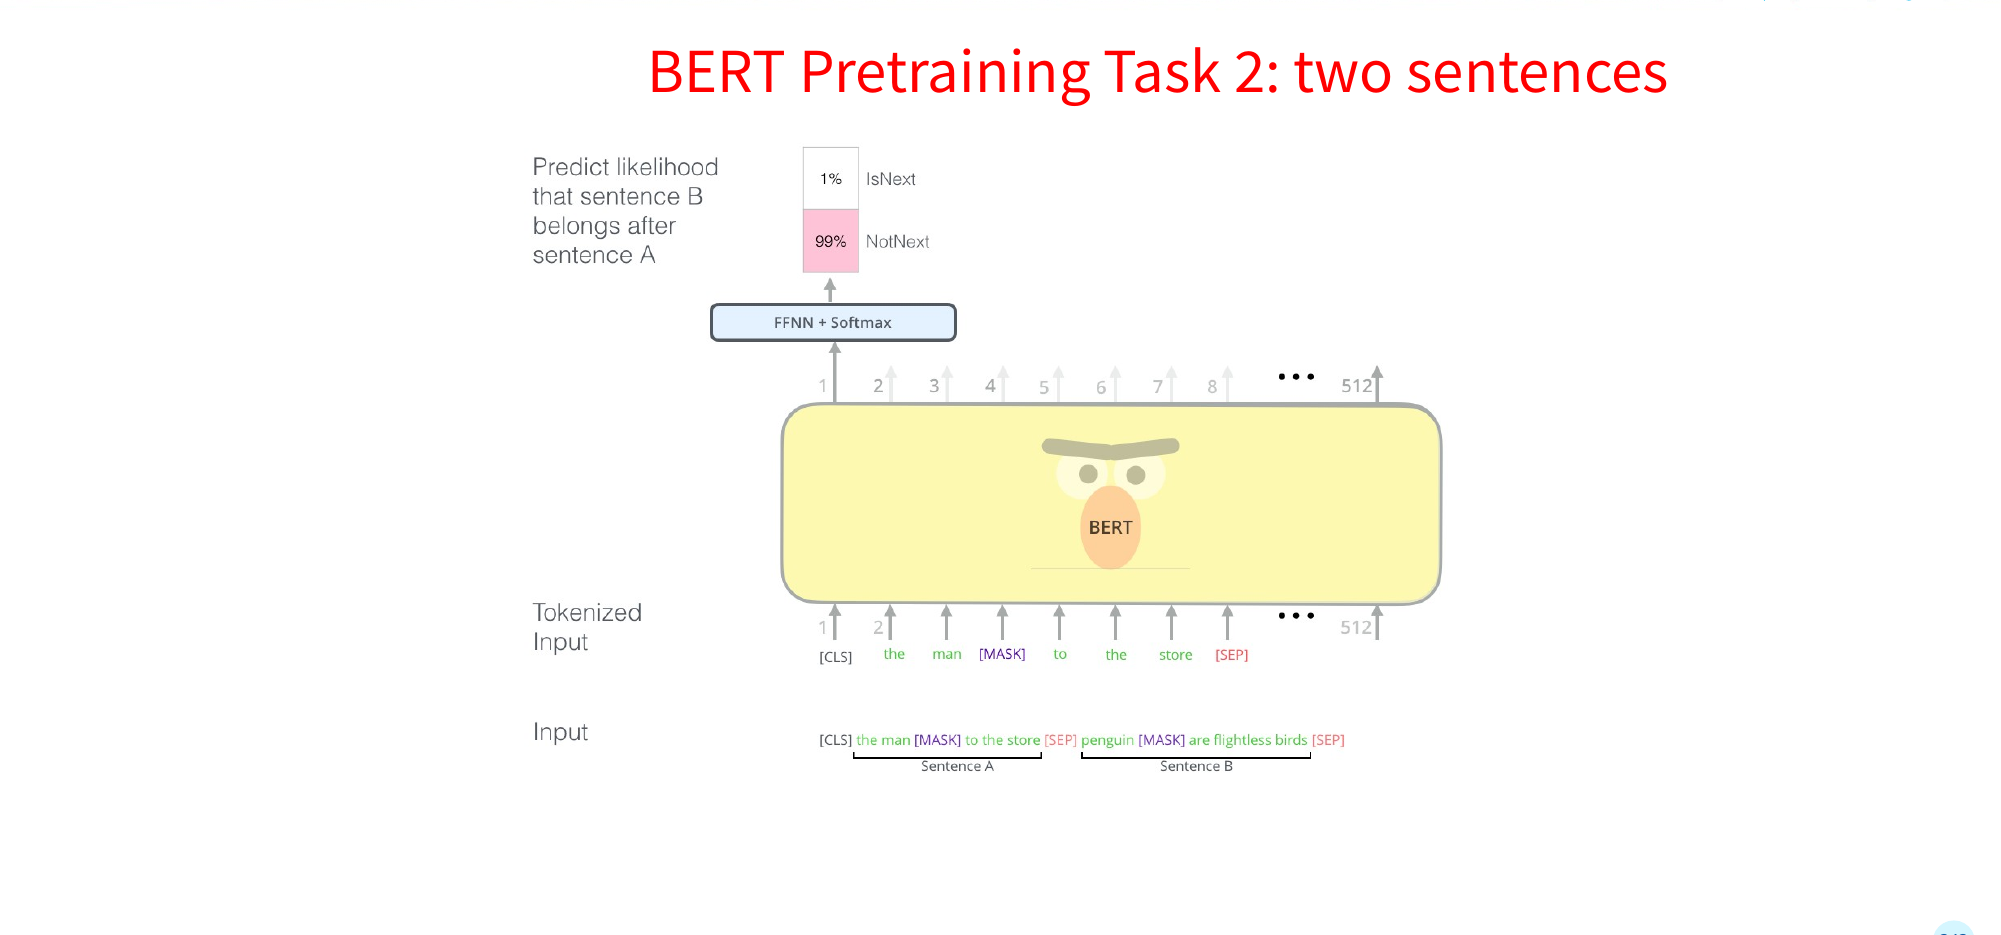 BERT Pretraining Task 2: two sentences
Predict likelihood
that sentence B
belongs after
sentence A
1% IsNext
99% NotNext
FFNN + Softmax
1 2 3 4 5 6 7 8 ••• 512
BERT
Tokenized
Input
1 2 ••• 512
[CLS] the man [MASK] to the store [SEP]
Input
[CLS] the man [MASK] to the store [SEP] penguin [MASK] are flightless birds [SEP]
Sentence A Sentence B